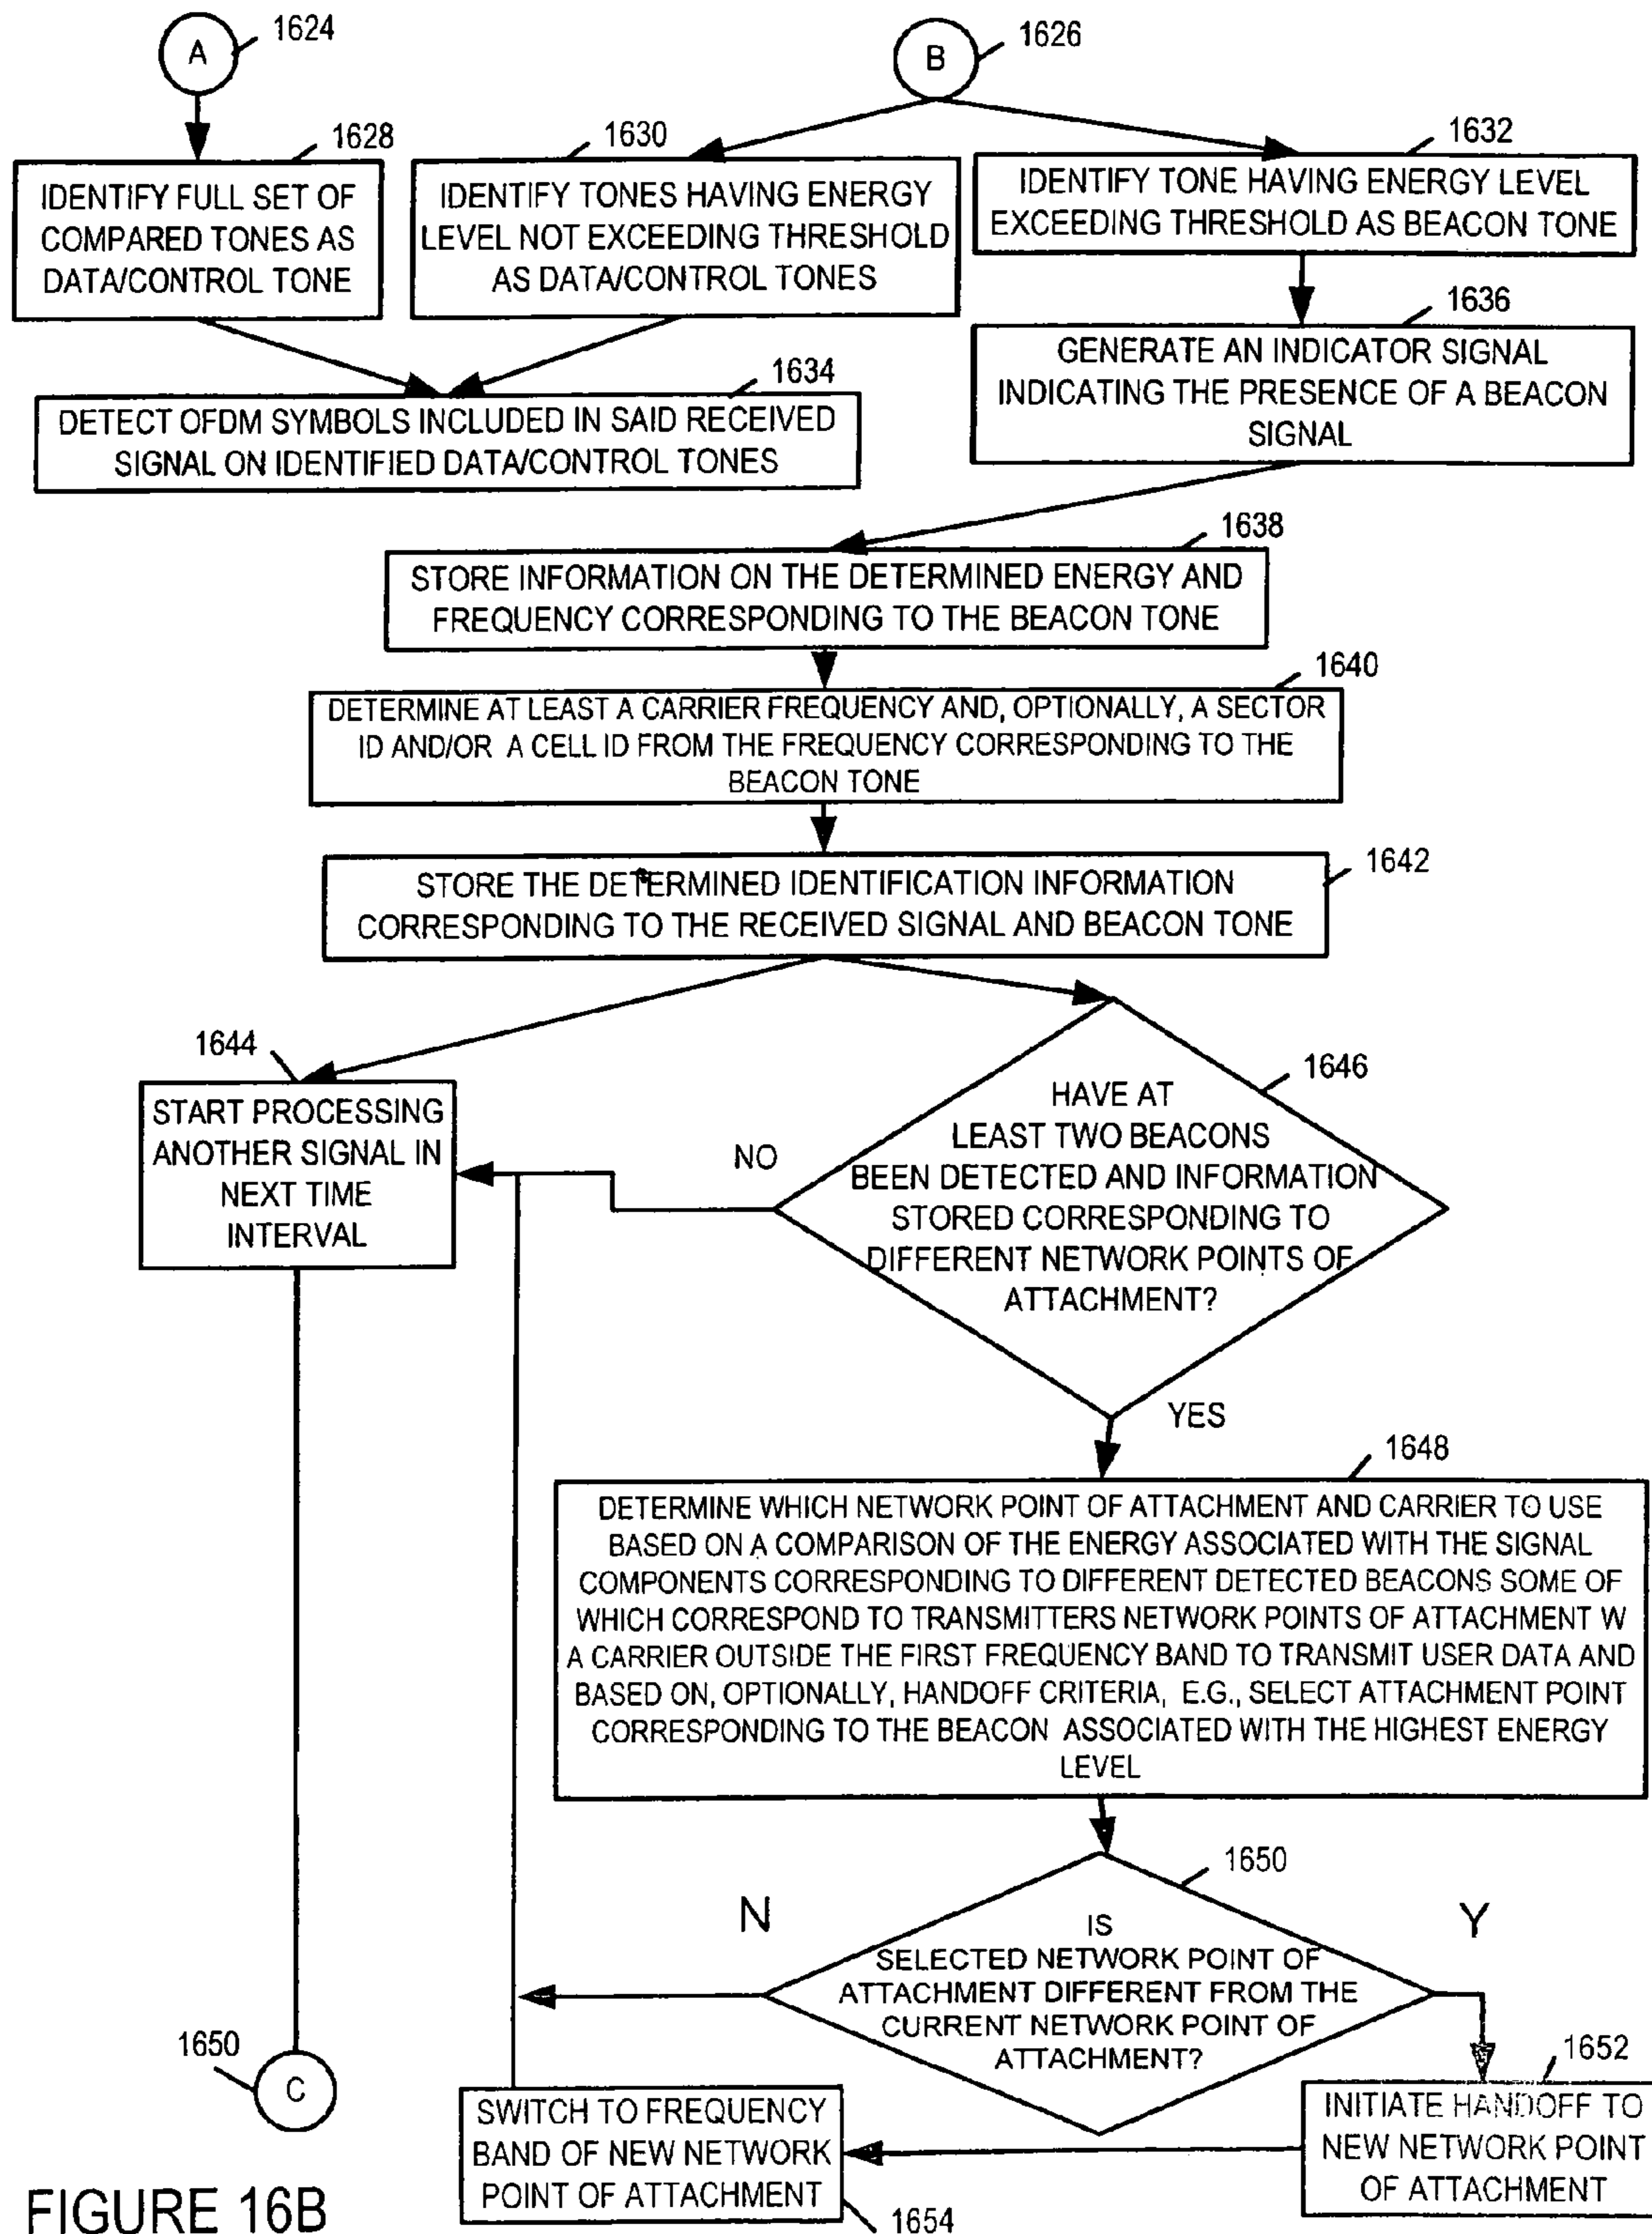 A
1624
B
1626
1628
IDENTIFY FULL SET OF
COMPARED TONES AS
DATA/CONTROL TONE
1630
IDENTIFY TONES HAVING ENERGY
LEVEL NOT EXCEEDING THRESHOLD
AS DATA/CONTROL TONES
1632
IDENTIFY TONE HAVING ENERGY LEVEL
EXCEEDING THRESHOLD AS BEACON TONE
1634
DETECT OFDM SYMBOLS INCLUDED IN SAID RECEIVED
SIGNAL ON IDENTIFIED DATA/CONTROL TONES
1636
GENERATE AN INDICATOR SIGNAL
INDICATING THE PRESENCE OF A BEACON
SIGNAL
1638
STORE INFORMATION ON THE DETERMINED ENERGY AND
FREQUENCY CORRESPONDING TO THE BEACON TONE
1640
DETERMINE AT LEAST A CARRIER FREQUENCY AND, OPTIONALLY, A SECTOR
ID AND/OR A CELL ID FROM THE FREQUENCY CORRESPONDING TO THE
BEACON TONE
1642
STORE THE DETERMINED IDENTIFICATION INFORMATION
CORRESPONDING TO THE RECEIVED SIGNAL AND BEACON TONE
1644
START PROCESSING
ANOTHER SIGNAL IN
NEXT TIME
INTERVAL
1646
HAVE AT
LEAST TWO BEACONS
BEEN DETECTED AND INFORMATION
STORED CORRESPONDING TO
DIFFERENT NETWORK POINTS OF
ATTACHMENT?
NO
YES
1648
DETERMINE WHICH NETWORK POINT OF ATTACHMENT AND CARRIER TO USE
BASED ON A COMPARISON OF THE ENERGY ASSOCIATED WITH THE SIGNAL
COMPONENTS CORRESPONDING TO DIFFERENT DETECTED BEACONS SOME OF
WHICH CORRESPOND TO TRANSMITTERS NETWORK POINTS OF ATTACHMENT W
A CARRIER OUTSIDE THE FIRST FREQUENCY BAND TO TRANSMIT USER DATA AND
BASED ON, OPTIONALLY, HANDOFF CRITERIA, E.G., SELECT ATTACHMENT POINT
CORRESPONDING TO THE BEACON ASSOCIATED WITH THE HIGHEST ENERGY
LEVEL
1650
IS
SELECTED NETWORK POINT OF
ATTACHMENT DIFFERENT FROM THE
CURRENT NETWORK POINT OF
ATTACHMENT?
N
Y
1652
INITIATE HANDOFF TO
NEW NETWORK POINT
OF ATTACHMENT
SWITCH TO FREQUENCY
BAND OF NEW NETWORK
POINT OF ATTACHMENT
1654
1650
C
FIGURE 16B